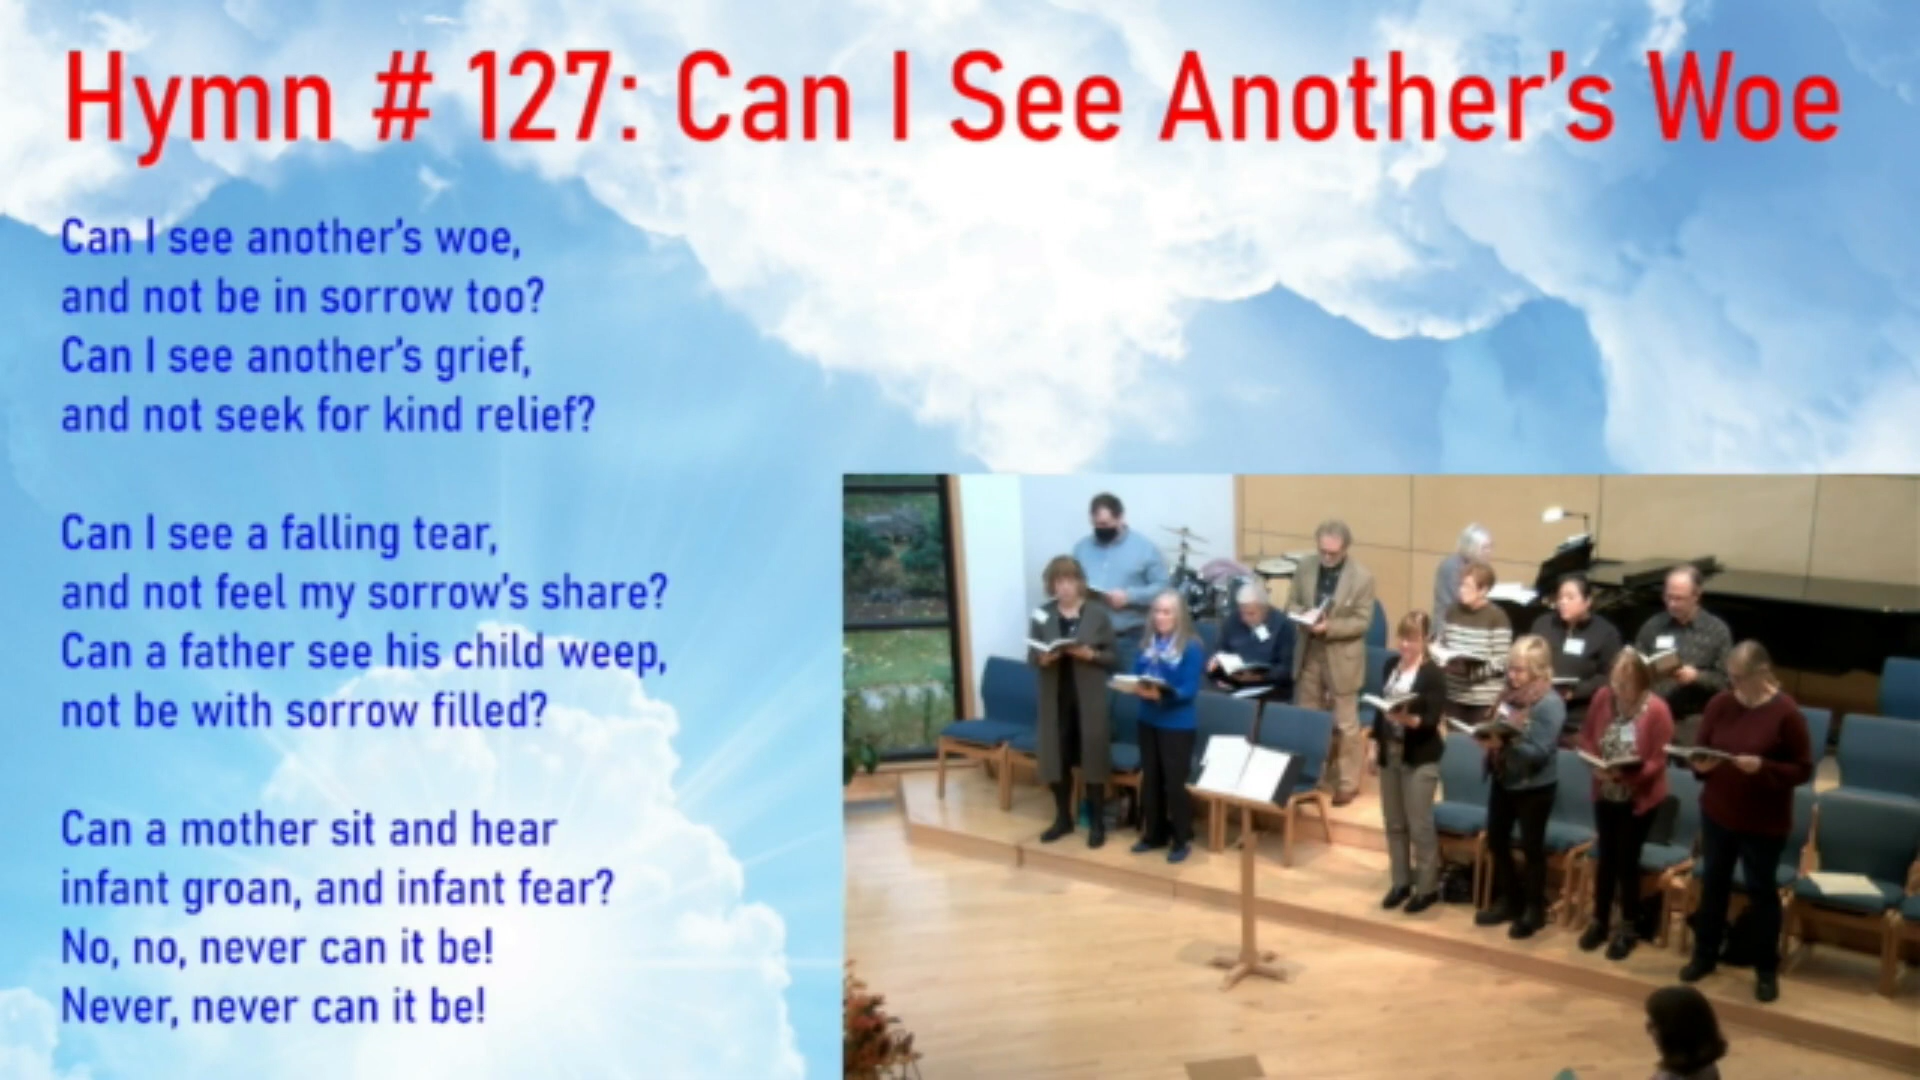 Hymn # 127: Can I See Another’s Woe
Can I see another’s woe,
and not be in sorrow too?
Can I see another’s grief,
and not seek for kind relief?
Can I see a falling tear,
and not feel my sorrow’s share?
Can a father see his child weep,
not be with sorrow filled?
Can a mother sit and hear
infant groan, and infant fear?
No, no, never can it be!
Never, never can it be!